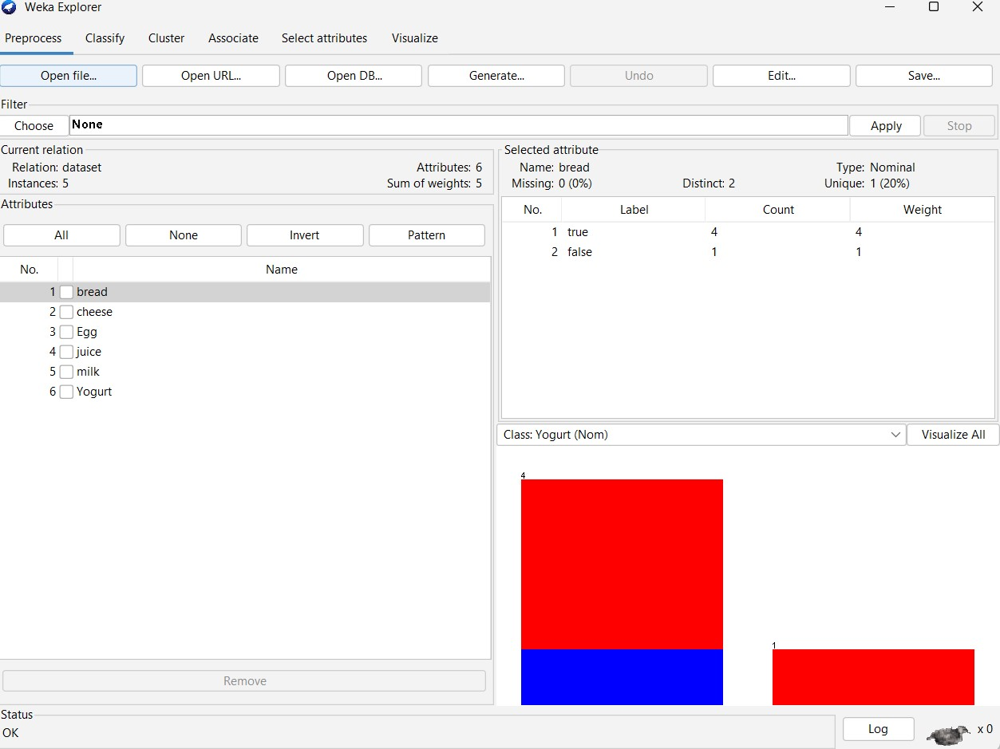 Weka Explorer
Preprocess Classify Cluster Associate Select attributes Visualize
Open file... Open URL... Open DB... Generate... Undo Edit... Save...
Filter
Choose None Apply Stop
Current relation
Relation: dataset Attributes: 6
Instances: 5 Sum of weights: 5
Attributes
All None Invert Pattern
No. Name
1 bread
2 cheese
3 Egg
4 juice
5 milk
6 Yogurt
Remove
Selected attribute
Name: bread Type: Nominal
Missing: 0 (0%) Distinct: 2 Unique: 1 (20%)
No. Label Count Weight
1 true 4 4
2 false 1 1
Class: Yogurt (Nom) Visualize All
4
1
Status
OK
Log x 0